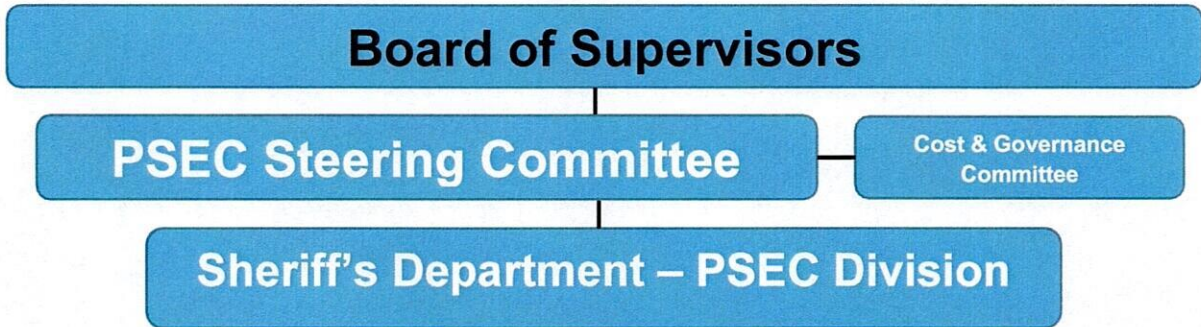 Board of Supervisors
PSEC Steering Committee
Cost & Governance
Committee
Sheriff's Department – PSEC Division